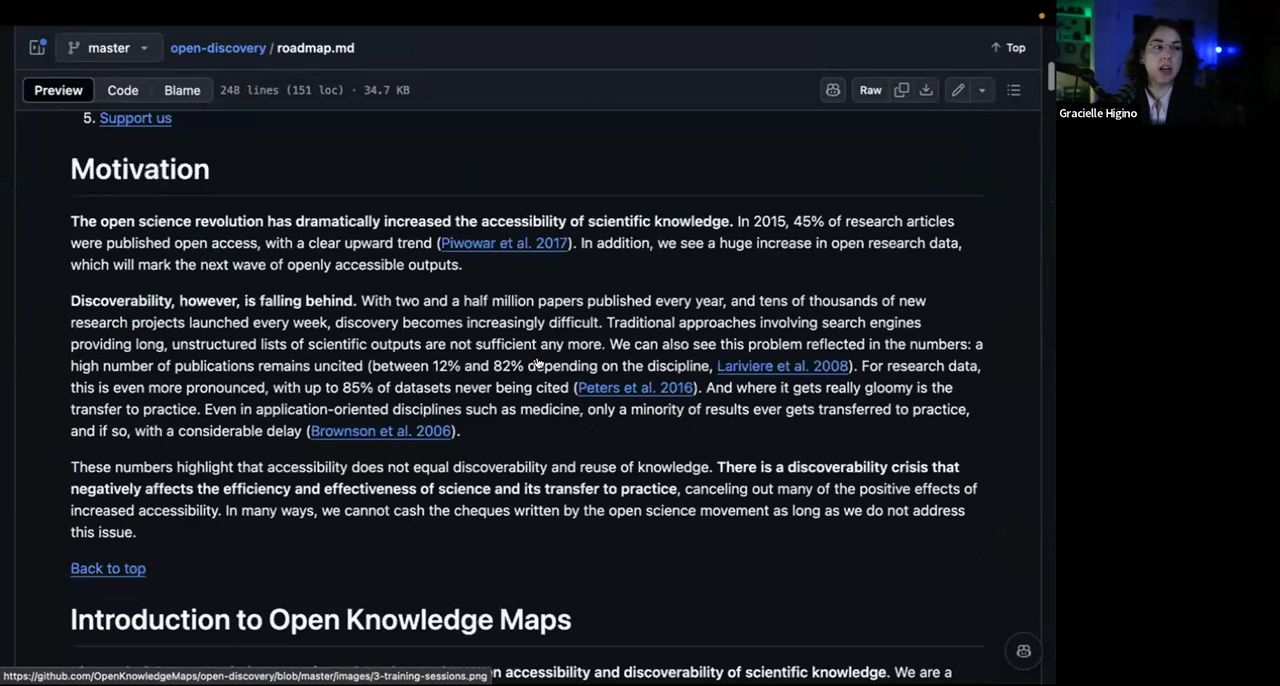 master
open-discovery / roadmap.md
Top
Preview
Code
Blame
248 lines (151 loc) · 34.7 KB
Raw
Gracielle Higino
5. Support us
Motivation
The open science revolution has dramatically increased the accessibility of scientific knowledge. In 2015, 45% of research articles
were published open access, with a clear upward trend (Piwowar et al. 2017). In addition, we see a huge increase in open research data,
which will mark the next wave of openly accessible outputs.
Discoverability, however, is falling behind. With two and a half million papers published every year, and tens of thousands of new
research projects launched every week, discovery becomes increasingly difficult. Traditional approaches involving search engines
providing long, unstructured lists of scientific outputs are not sufficient any more. We can also see this problem reflected in the numbers: a
high number of publications remains uncited (between 12% and 82% depending on the discipline, Lariviere et al. 2008). For research data,
this is even more pronounced, with up to 85% of datasets never being cited (Peters et al. 2016). And where it gets really gloomy is the
transfer to practice. Even in application-oriented disciplines such as medicine, only a minority of results ever gets transferred to practice,
and if so, with a considerable delay (Brownson et al. 2006).
These numbers highlight that accessibility does not equal discoverability and reuse of knowledge. There is a discoverability crisis that
negatively affects the efficiency and effectiveness of science and its transfer to practice, canceling out many of the positive effects of
increased accessibility. In many ways, we cannot cash the cheques written by the open science movement as long as we do not address
this issue.
Back to top
Introduction to Open Knowledge Maps
accessibility and discoverability of scientific knowledge. We are a
https://github.com/OpenKnowledgeMaps/open-discovery/blob/master/images/3-training-sessions.png